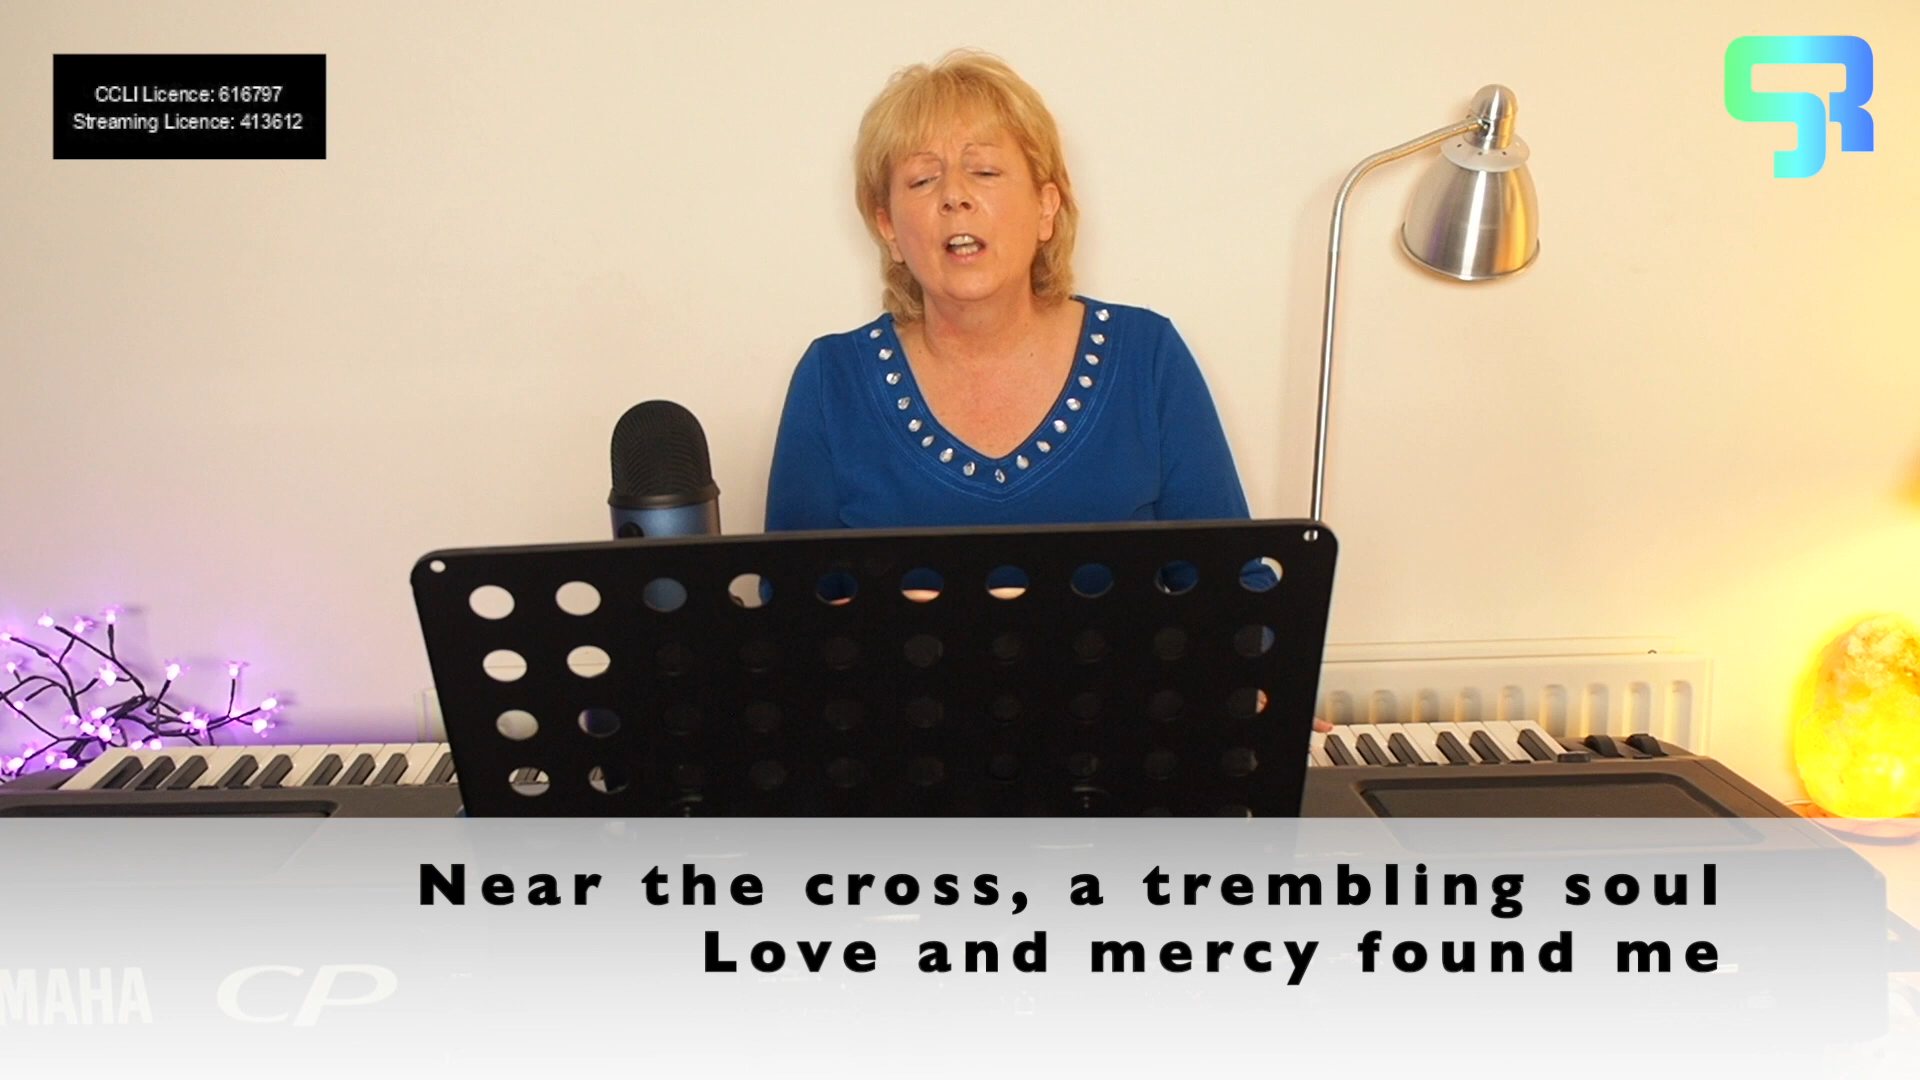 CCLI Licence: 616797
Streaming Licence: 413612
Near the cross, a trembling soul
Love and mercy found me
MAHA CP